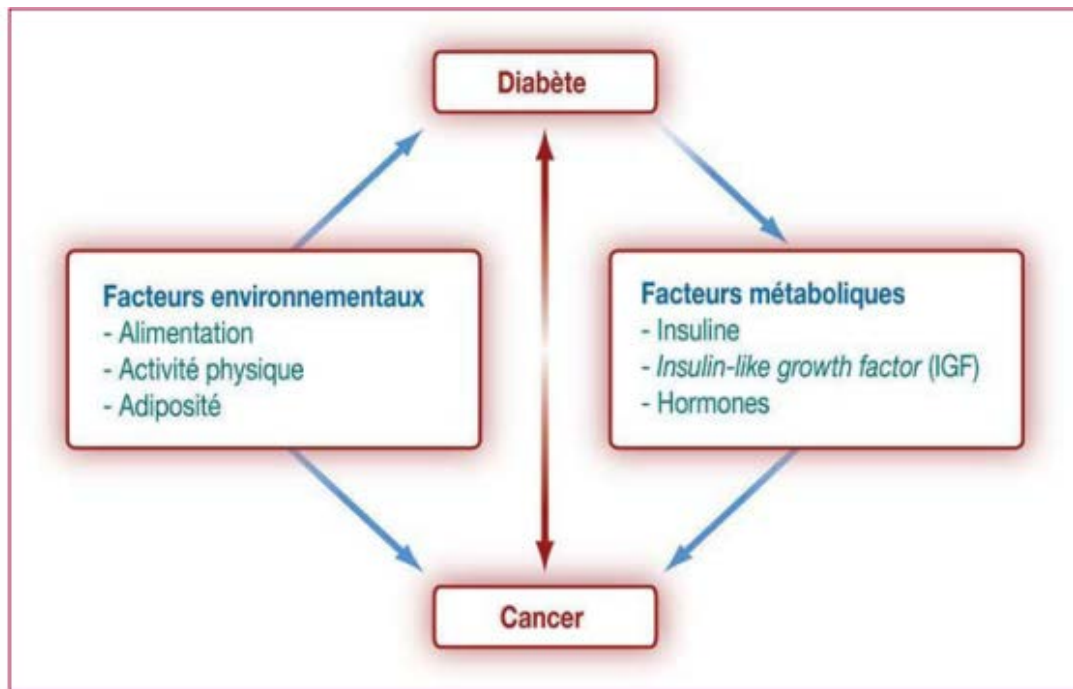 Diabète
Facteurs environnementaux
- Alimentation
- Activité physique
- Adiposité
Facteurs métaboliques
- Insuline
- Insulin-like growth factor (IGF)
- Hormones
Cancer